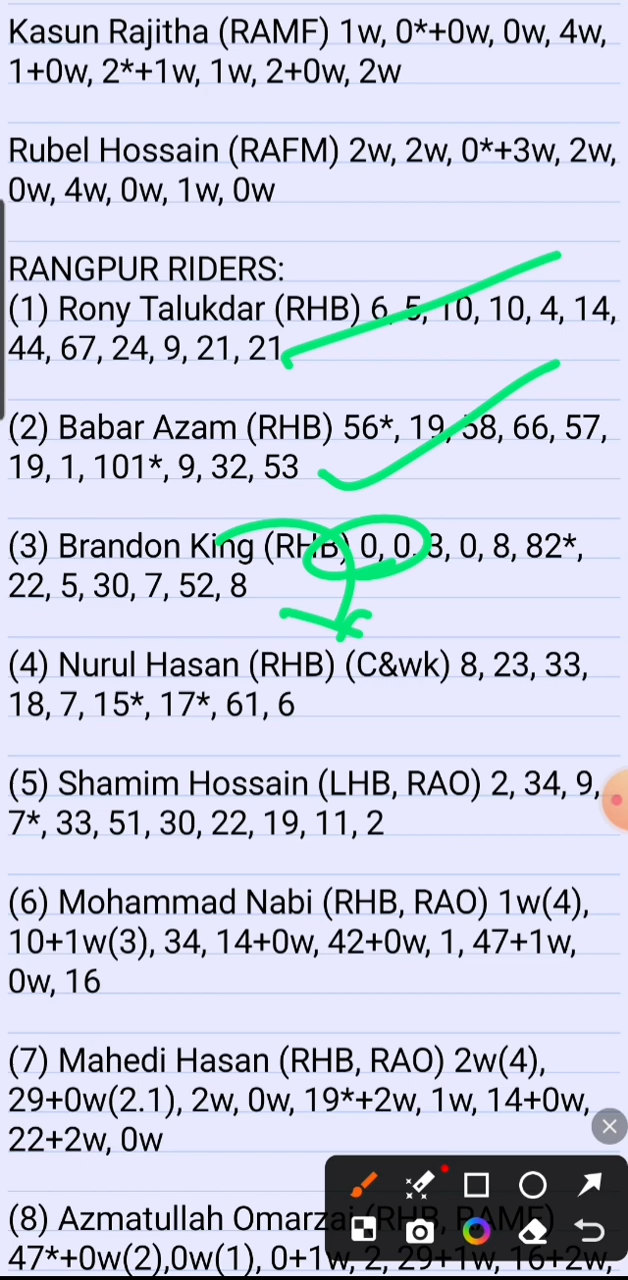 Kasun Rajitha (RAMF) 1w, 0*+0w, 0w, 4w,
1+0w, 2*+1w, 1w, 2+0w, 2w
Rubel Hossain (RAFM) 2w, 2w, 0*+3w, 2w,
0w, 4w, 0w, 1w, 0w
RANGPUR RIDERS:
(1) Rony Talukdar (RHB) 6, 5, 10, 10, 4, 14,
44, 67, 24, 9, 21, 21
(2) Babar Azam (RHB) 56*, 19, 58, 66, 57,
19, 1, 101*, 9, 32, 53
(3) Brandon King (RHB) 0, 0, 3, 0, 8, 82*,
22, 5, 30, 7, 52, 8
(4) Nurul Hasan (RHB) (C&wk) 8, 23, 33,
18, 7, 15*, 17*, 61, 6
(5) Shamim Hossain (LHB, RAO) 2, 34, 9,
7*, 33, 51, 30, 22, 19, 11, 2
(6) Mohammad Nabi (RHB, RAO) 1w(4),
10+1w(3), 34, 14+0w, 42+0w, 1, 47+1w,
0w, 16
(7) Mahedi Hasan (RHB, RAO) 2w(4),
29+0w(2.1), 2w, 0w, 19*+2w, 1w, 14+0w,
22+2w, 0w
(8) Azmatullah Omarzai (RHB, RAMF)
47*+0w(2),0w(1), 0+1w, 2, 29+1w, 16+2w,